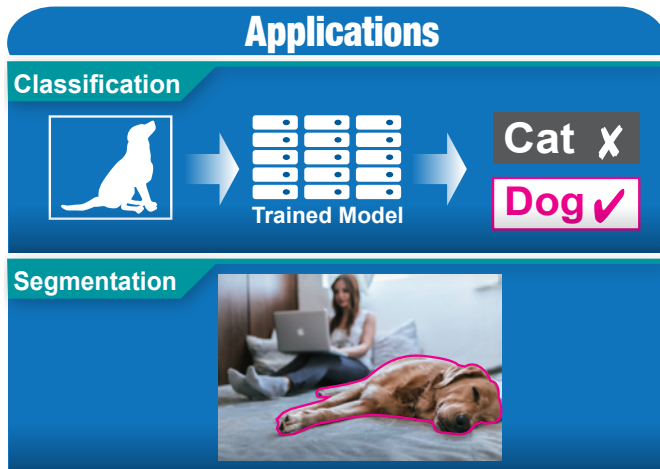 Applications
Classification
Trained Model
Cat ✘
Dog ✔
Segmentation